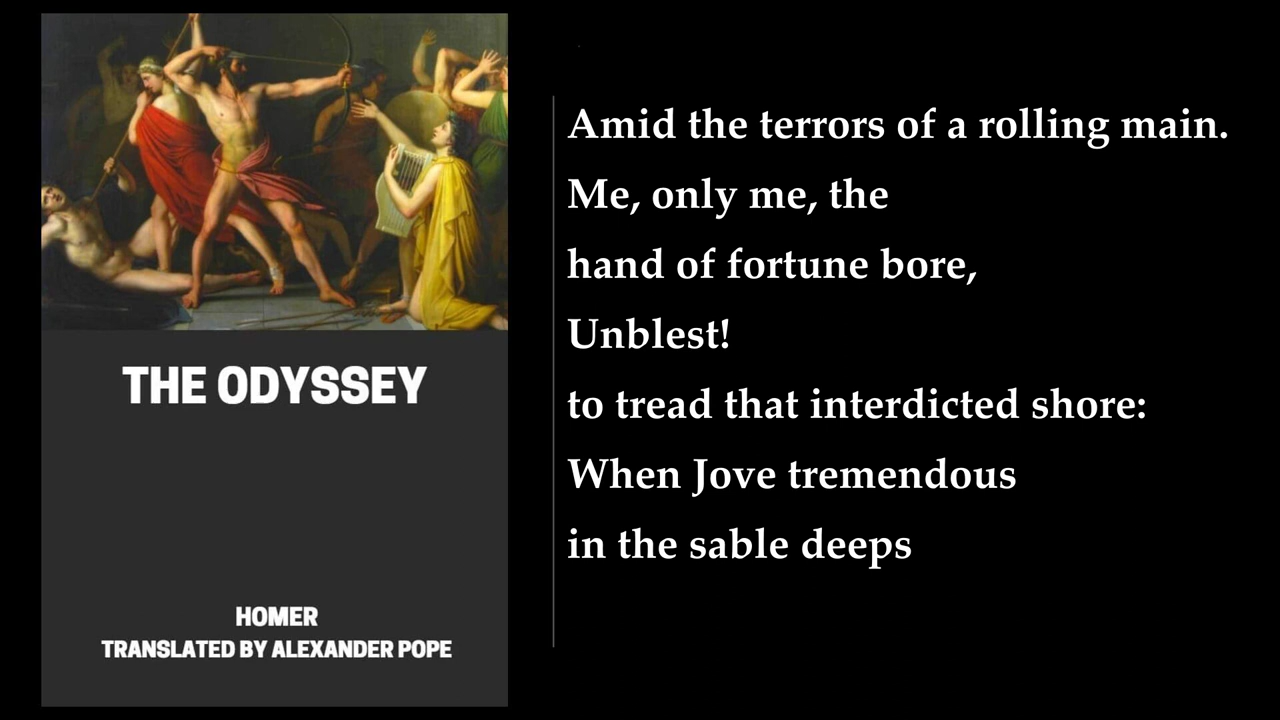 THE ODYSSEY
HOMER
TRANSLATED BY ALEXANDER POPE
Amid the terrors of a rolling main.
Me, only me, the
hand of fortune bore,
Unblest!
to tread that interdicted shore:
When Jove tremendous
in the sable deeps